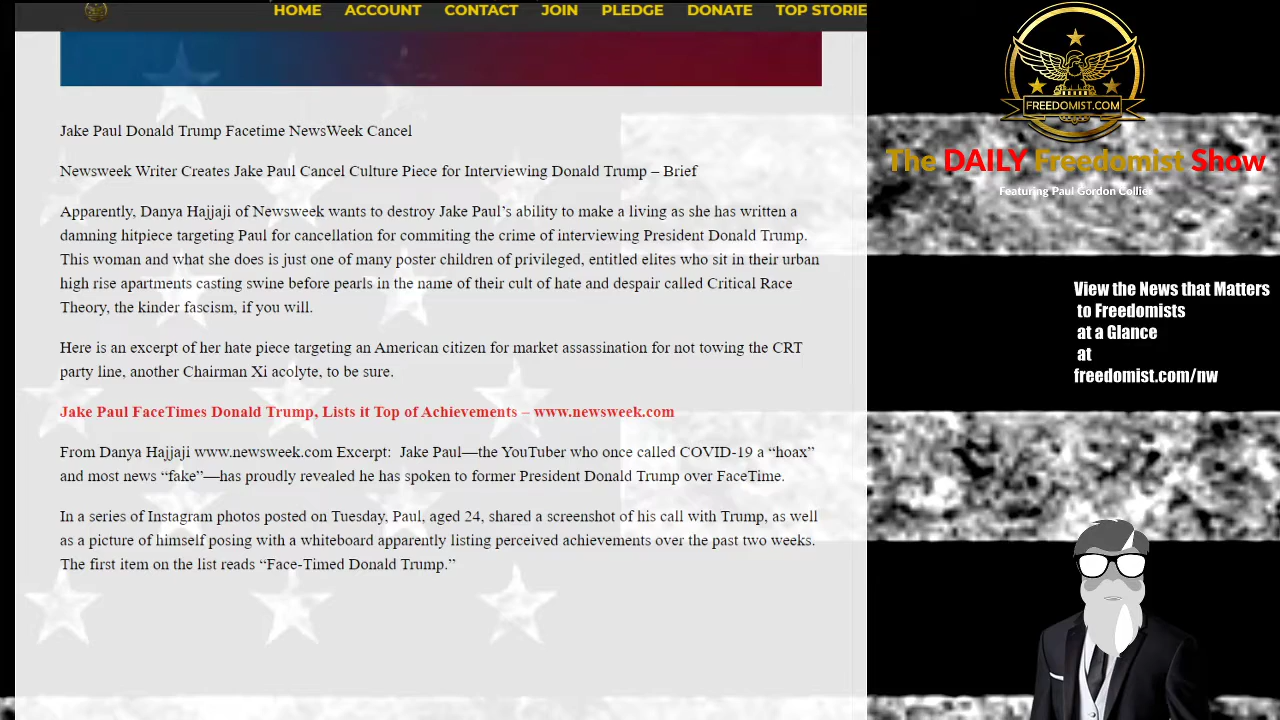 HOME ACCOUNT CONTACT JOIN PLEDGE DONATE TOP STORIE
Jake Paul Donald Trump Facetime NewsWeek Cancel
Newsweek Writer Creates Jake Paul Cancel Culture Piece for Interviewing Donald Trump – Brief
Apparently, Danya Hajjaji of Newsweek wants to destroy Jake Paul’s ability to make a living as she has written a
damning hitpiece targeting Paul for cancellation for commiting the crime of interviewing President Donald Trump.
This woman and what she does is just one of many poster children of privileged, entitled elites who sit in their urban
high rise apartments casting swine before pearls in the name of their cult of hate and despair called Critical Race
Theory, the kinder fascism, if you will.
Here is an excerpt of her hate piece targeting an American citizen for market assassination for not towing the CRT
party line, another Chairman Xi acolyte, to be sure.
Jake Paul FaceTimes Donald Trump, Lists it Top of Achievements – www.newsweek.com
From Danya Hajjaji www.newsweek.com Excerpt:  Jake Paul—the YouTuber who once called COVID-19 a “hoax”
and most news “fake”—has proudly revealed he has spoken to former President Donald Trump over FaceTime.
In a series of Instagram photos posted on Tuesday, Paul, aged 24, shared a screenshot of his call with Trump, as well
as a picture of himself posing with a whiteboard apparently listing perceived achievements over the past two weeks.
The first item on the list reads “Face-Timed Donald Trump.”
FREEDOMIST.COM
The DAILY Freedomist Show
Featuring Paul Gordon Collier
View the News that Matters
to Freedomists
at a Glance
at
freedomist.com/nw